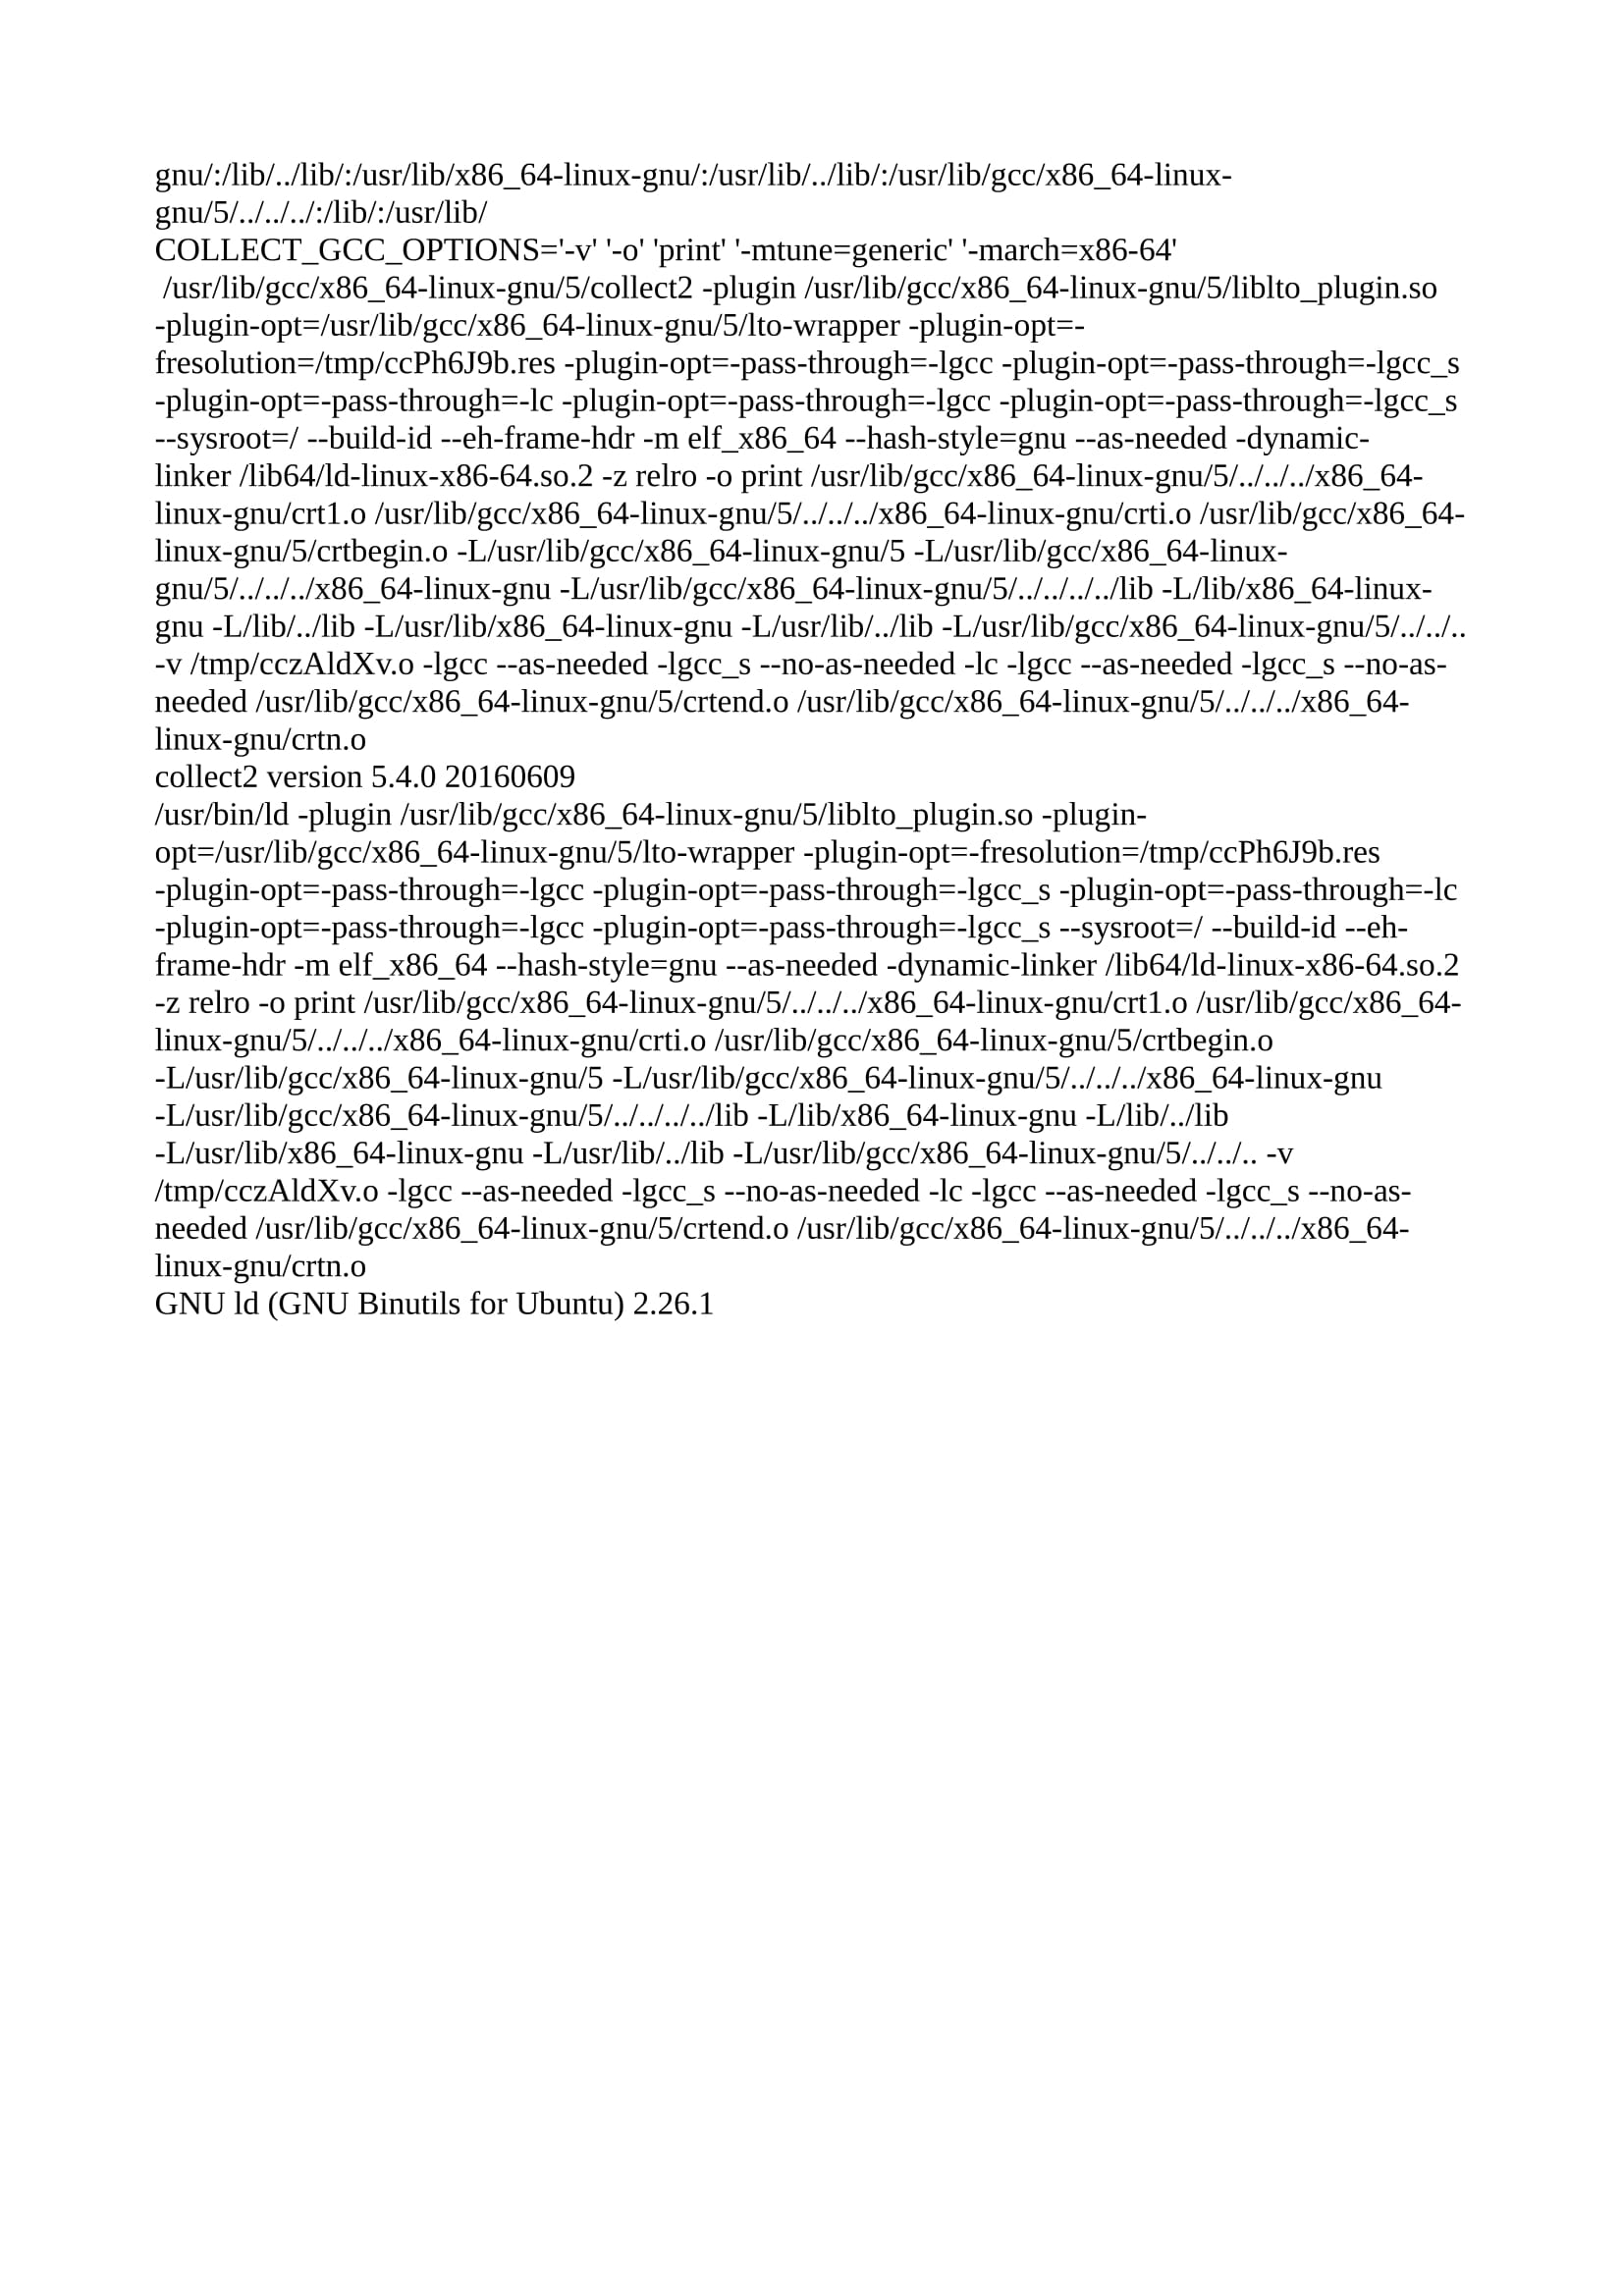 gnu/:/lib/../lib/:/usr/lib/x86_64-linux-gnu/:/usr/lib/../lib/:/usr/lib/gcc/x86_64-linux-
gnu/5/../../../:/lib/:/usr/lib/
COLLECT_GCC_OPTIONS='-v' '-o' 'print' '-mtune=generic' '-march=x86-64'
 /usr/lib/gcc/x86_64-linux-gnu/5/collect2 -plugin /usr/lib/gcc/x86_64-linux-gnu/5/liblto_plugin.so
-plugin-opt=/usr/lib/gcc/x86_64-linux-gnu/5/lto-wrapper -plugin-opt=-
fresolution=/tmp/ccPh6J9b.res -plugin-opt=-pass-through=-lgcc -plugin-opt=-pass-through=-lgcc_s
-plugin-opt=-pass-through=-lc -plugin-opt=-pass-through=-lgcc -plugin-opt=-pass-through=-lgcc_s
--sysroot=/ --build-id --eh-frame-hdr -m elf_x86_64 --hash-style=gnu --as-needed -dynamic-
linker /lib64/ld-linux-x86-64.so.2 -z relro -o print /usr/lib/gcc/x86_64-linux-gnu/5/../../../x86_64-
linux-gnu/crt1.o /usr/lib/gcc/x86_64-linux-gnu/5/../../../x86_64-linux-gnu/crti.o /usr/lib/gcc/x86_64-
linux-gnu/5/crtbegin.o -L/usr/lib/gcc/x86_64-linux-gnu/5 -L/usr/lib/gcc/x86_64-linux-
gnu/5/../../../x86_64-linux-gnu -L/usr/lib/gcc/x86_64-linux-gnu/5/../../../../lib -L/lib/x86_64-linux-
gnu -L/lib/../lib -L/usr/lib/x86_64-linux-gnu -L/usr/lib/../lib -L/usr/lib/gcc/x86_64-linux-gnu/5/../../..
-v /tmp/cczAldXv.o -lgcc --as-needed -lgcc_s --no-as-needed -lc -lgcc --as-needed -lgcc_s --no-as-
needed /usr/lib/gcc/x86_64-linux-gnu/5/crtend.o /usr/lib/gcc/x86_64-linux-gnu/5/../../../x86_64-
linux-gnu/crtn.o
collect2 version 5.4.0 20160609
/usr/bin/ld -plugin /usr/lib/gcc/x86_64-linux-gnu/5/liblto_plugin.so -plugin-
opt=/usr/lib/gcc/x86_64-linux-gnu/5/lto-wrapper -plugin-opt=-fresolution=/tmp/ccPh6J9b.res
-plugin-opt=-pass-through=-lgcc -plugin-opt=-pass-through=-lgcc_s -plugin-opt=-pass-through=-lc
-plugin-opt=-pass-through=-lgcc -plugin-opt=-pass-through=-lgcc_s --sysroot=/ --build-id --eh-
frame-hdr -m elf_x86_64 --hash-style=gnu --as-needed -dynamic-linker /lib64/ld-linux-x86-64.so.2
-z relro -o print /usr/lib/gcc/x86_64-linux-gnu/5/../../../x86_64-linux-gnu/crt1.o /usr/lib/gcc/x86_64-
linux-gnu/5/../../../x86_64-linux-gnu/crti.o /usr/lib/gcc/x86_64-linux-gnu/5/crtbegin.o
-L/usr/lib/gcc/x86_64-linux-gnu/5 -L/usr/lib/gcc/x86_64-linux-gnu/5/../../../x86_64-linux-gnu
-L/usr/lib/gcc/x86_64-linux-gnu/5/../../../../lib -L/lib/x86_64-linux-gnu -L/lib/../lib
-L/usr/lib/x86_64-linux-gnu -L/usr/lib/../lib -L/usr/lib/gcc/x86_64-linux-gnu/5/../../.. -v
/tmp/cczAldXv.o -lgcc --as-needed -lgcc_s --no-as-needed -lc -lgcc --as-needed -lgcc_s --no-as-
needed /usr/lib/gcc/x86_64-linux-gnu/5/crtend.o /usr/lib/gcc/x86_64-linux-gnu/5/../../../x86_64-
linux-gnu/crtn.o
GNU ld (GNU Binutils for Ubuntu) 2.26.1